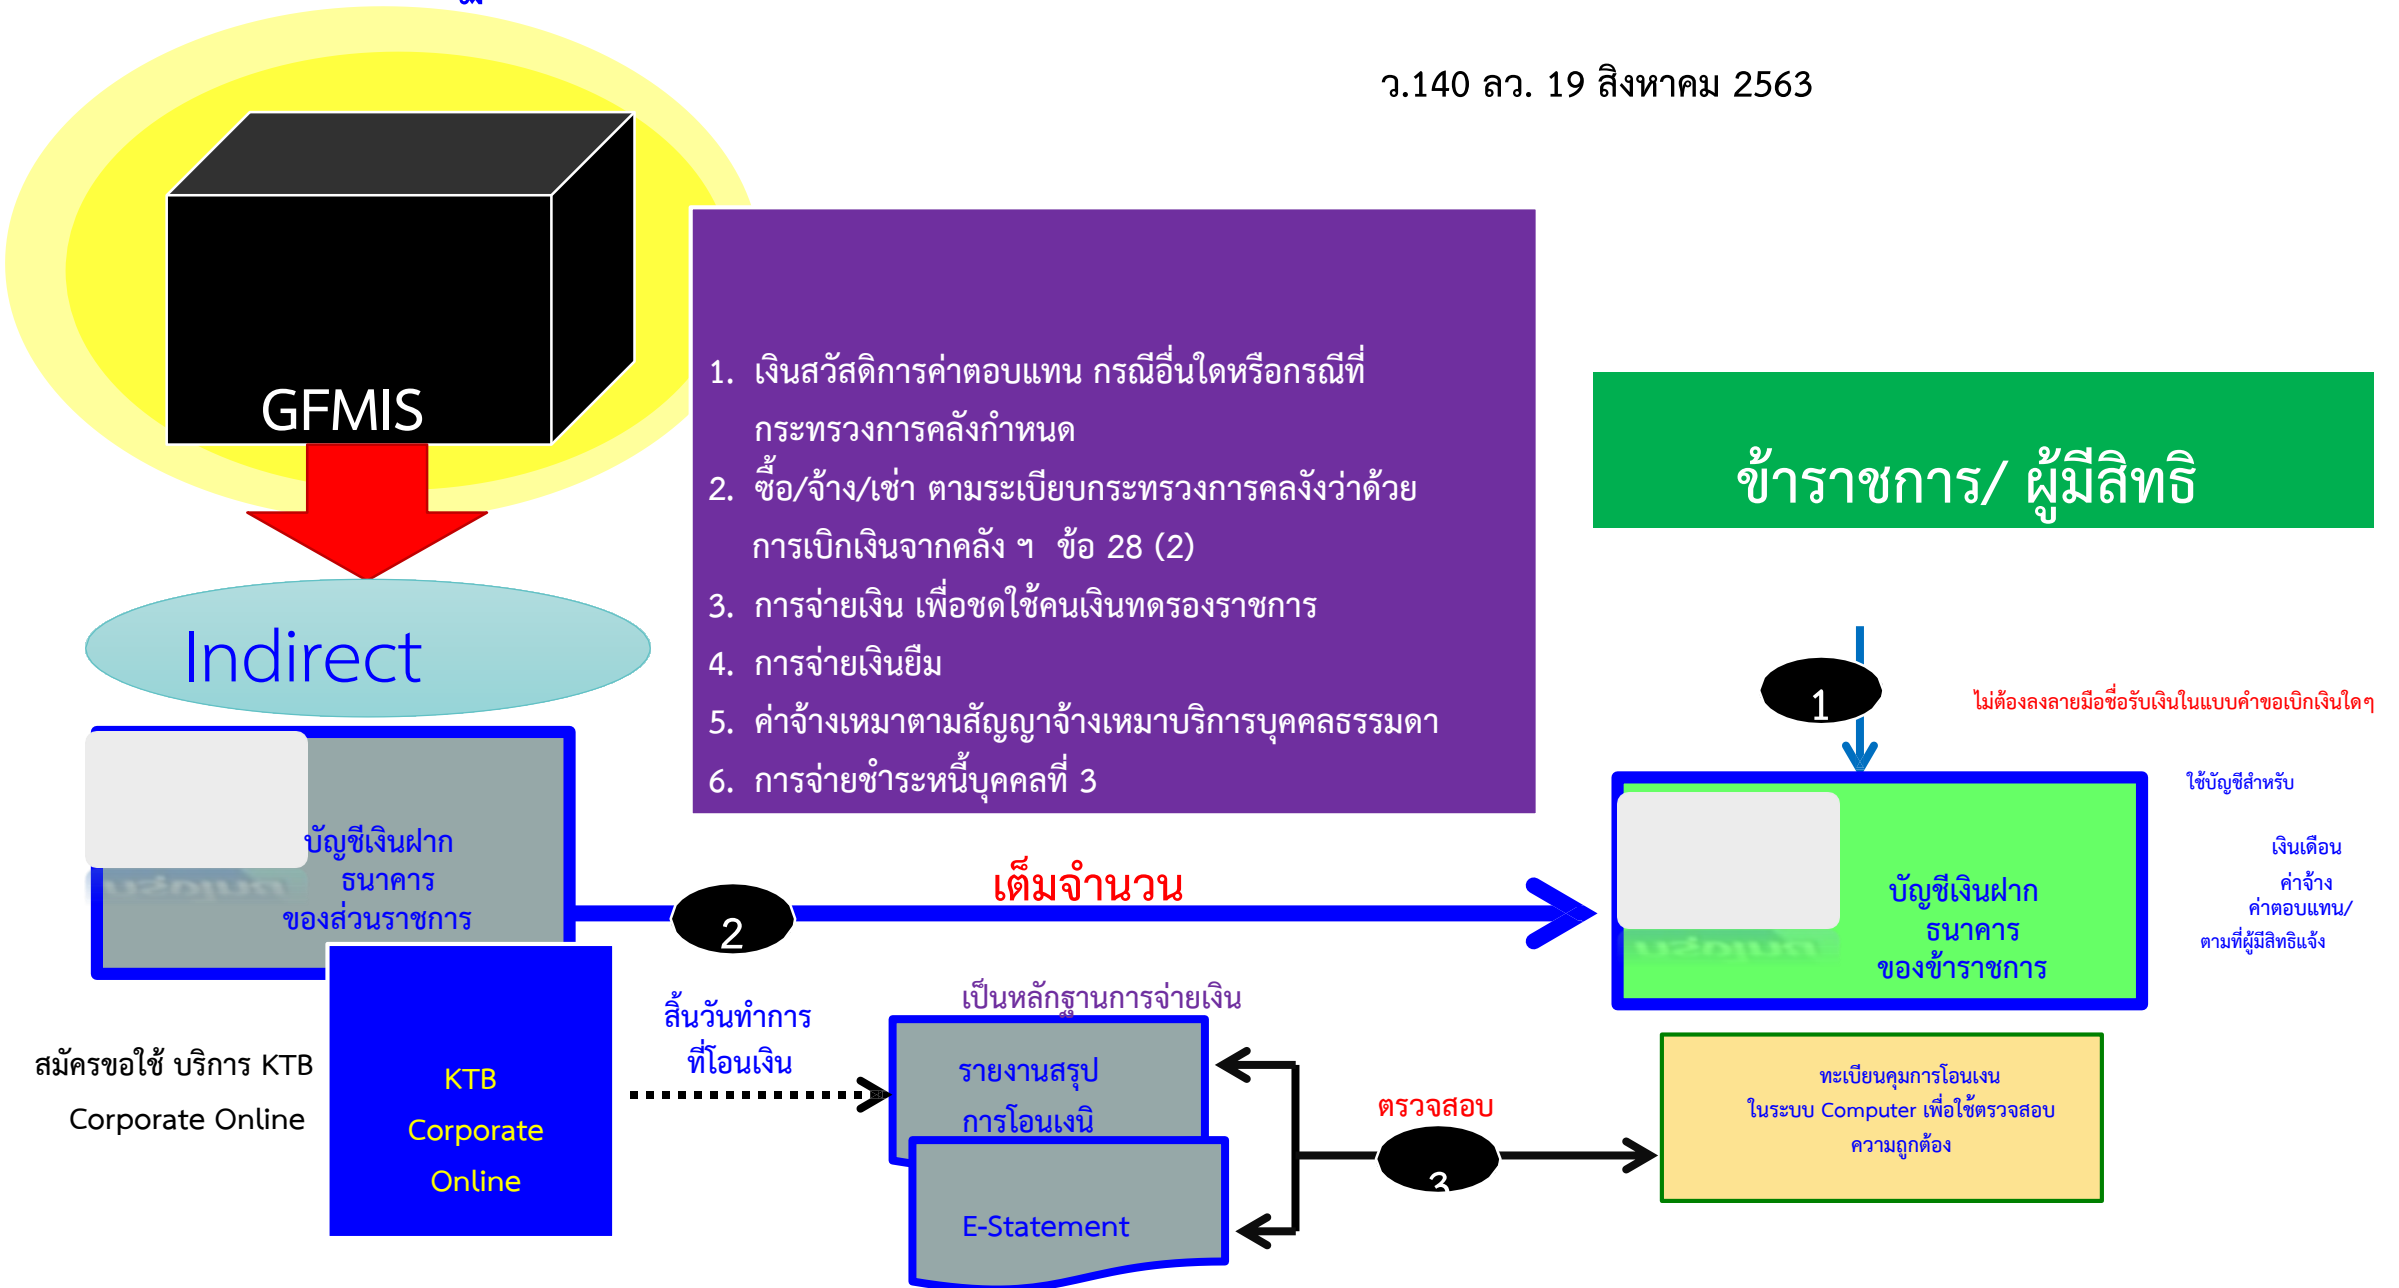 ว.140 ลว. 19 สิงหาคม 2563
GFMIS
Indirect
1. เงินสวัสดิการค่าตอบแทน กรณีอื่นใดหรือกรณีที่
กระทรวงการคลังกำหนด
2. ซื้อ/จ้าง/เช่า ตามระเบียบกระทรวงการคลงังว่าด้วย
การเบิกเงินจากคลัง ฯ ข้อ 28 (2)
3. การจ่ายเงิน เพื่อชดใช้คนเงินทดรองราชการ
4. การจ่ายเงินยืม
5. ค่าจ้างเหมาตามสัญญาจ้างเหมาบริการบุคคลธรรมดา
6. การจ่ายชำระหนี้บุคคลที่ 3
ข้าราชการ/ ผู้มีสิทธิ
1
ไม่ต้องลงลายมือชื่อรับเงินในแบบคำขอเบิกเงินใดๆ
บัญชีเงินฝาก
ธนาคาร
ของส่วนราชการ
2
เต็มจำนวน
บัญชีเงินฝาก
ธนาคาร
ของข้าราชการ
ใช้บัญชีสำหรับ
เงินเดือน
ค่าจ้าง
ค่าตอบแทน/
ตามที่ผู้มีสิทธิแจ้ง
สมัครขอใช้ บริการ KTB
Corporate Online
KTB
Corporate
Online
สิ้นวันทำการ
ที่โอนเงิน
เป็นหลักฐานการจ่ายเงิน
รายงานสรุป
การโอนเงนิ
E-Statement
ตรวจสอบ
3
ทะเบียนคุมการโอนเงน
ในระบบ Computer เพื่อใช้ตรวจสอบ
ความถูกต้อง